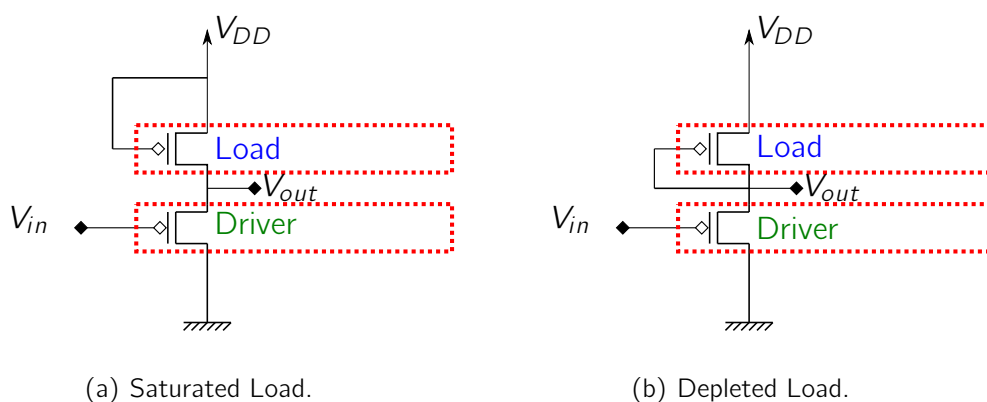 V_DD
V_DD
Load
Load
V_out
V_out
V_in
V_in
Driver
Driver
(a) Saturated Load.
(b) Depleted Load.